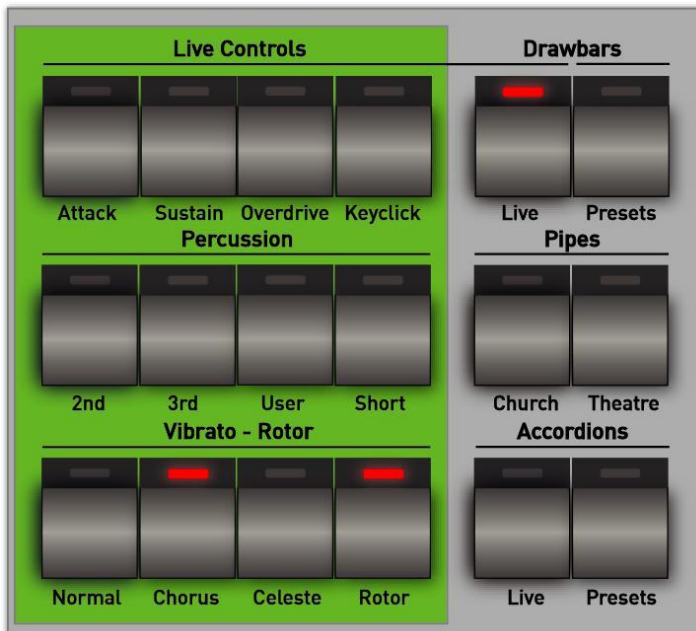 Live Controls Drawbars
Attack Sustain Overdrive Keyclick Live Presets
Percussion Pipes
2nd 3rd User Short Church Theatre
Vibrato - Rotor Accordions
Normal Chorus Celeste Rotor Live Presets